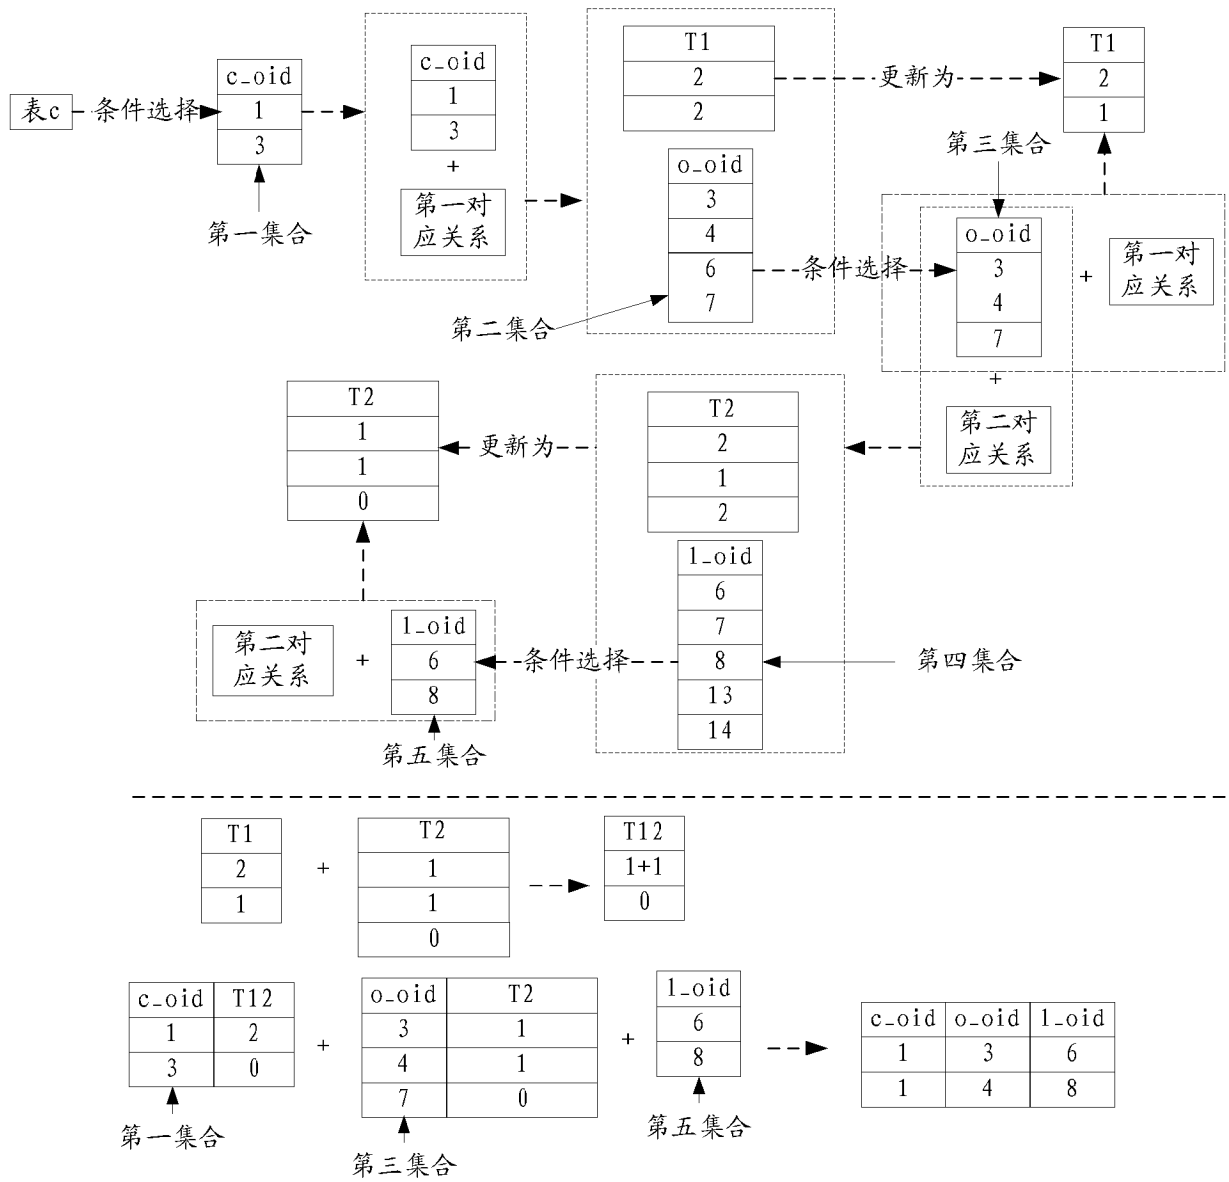 表c
条件选择
c_oid
1
3
第一集合
c_oid
1
3
+
第一对
应关系
T1
2
2
o_oid
3
4
6
7
第二集合
更新为
T1
2
1
条件选择
第三集合
o_oid
3
4
7
+
第一对
应关系
+
第二对
应关系
T2
2
1
2
l_oid
6
7
8
13
14
第四集合
更新为
T2
1
1
0
条件选择
第二对
应关系
+
l_oid
6
8
第五集合
T1
2
1
+
T2
1
1
0
T12
1+1
0
c_oid T12
1 2
3 0
第一集合
+
o_oid T2
3 1
4 1
7 0
第三集合
+
l_oid
6
8
第五集合
c_oid o_oid l_oid
1 3 6
1 4 8